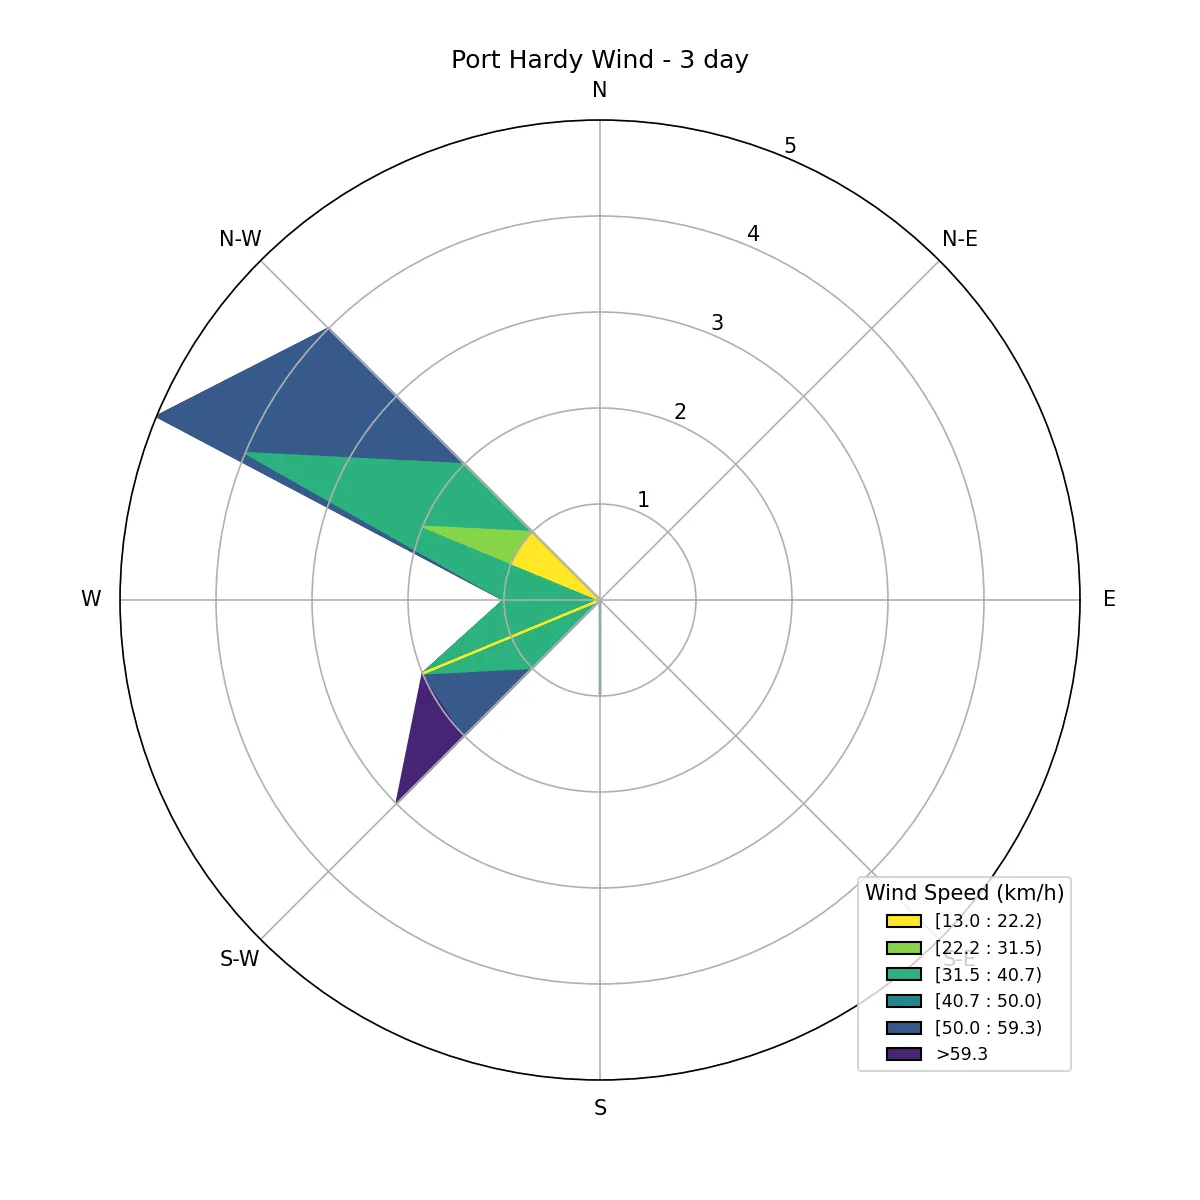 Port Hardy Wind - 3 day
N
5
N-W
4
N-E
3
2
1
W
E
S-W
S-E
Wind Speed (km/h)
[13.0 : 22.2)
[22.2 : 31.5)
[31.5 : 40.7)
[40.7 : 50.0)
[50.0 : 59.3)
>59.3
S